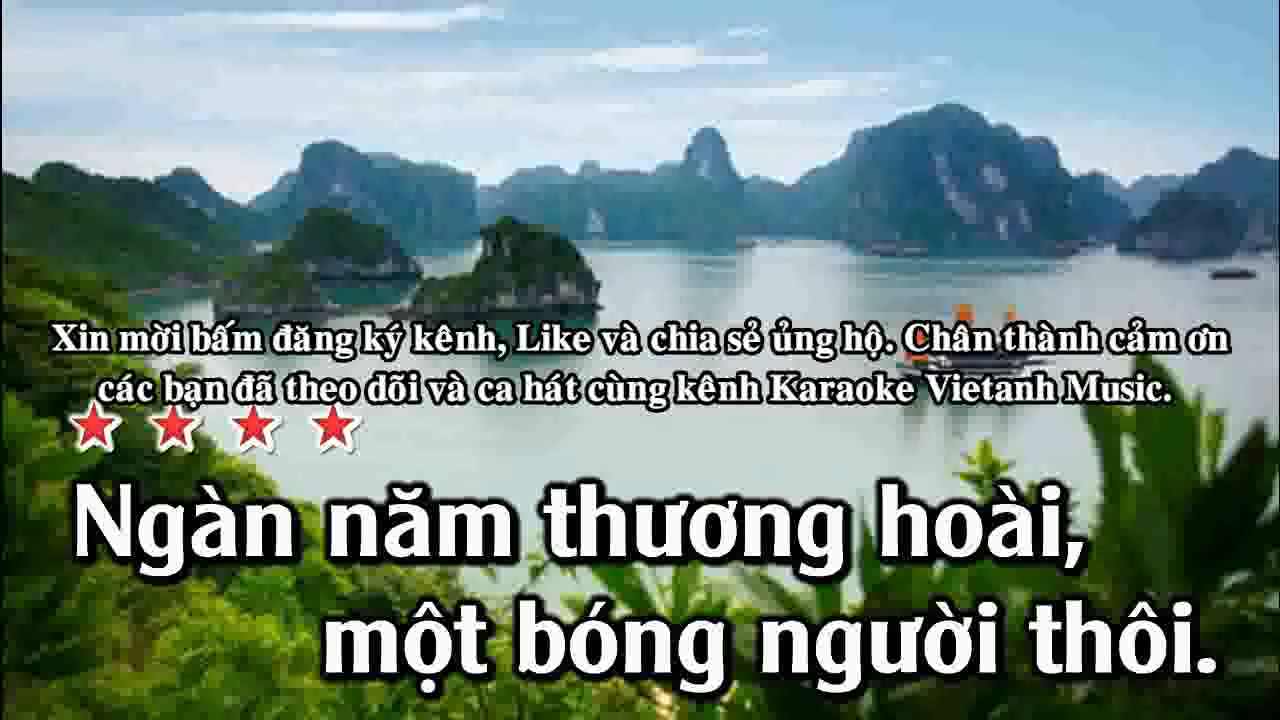 Xin mời bấm đăng ký kênh, Like và chia sẻ ủng hộ. Chân thành cảm ơn
các bạn đã theo dõi và ca hát cùng kênh Karaoke Vietanh Music.
Ngàn năm thương hoài,
một bóng người thôi.